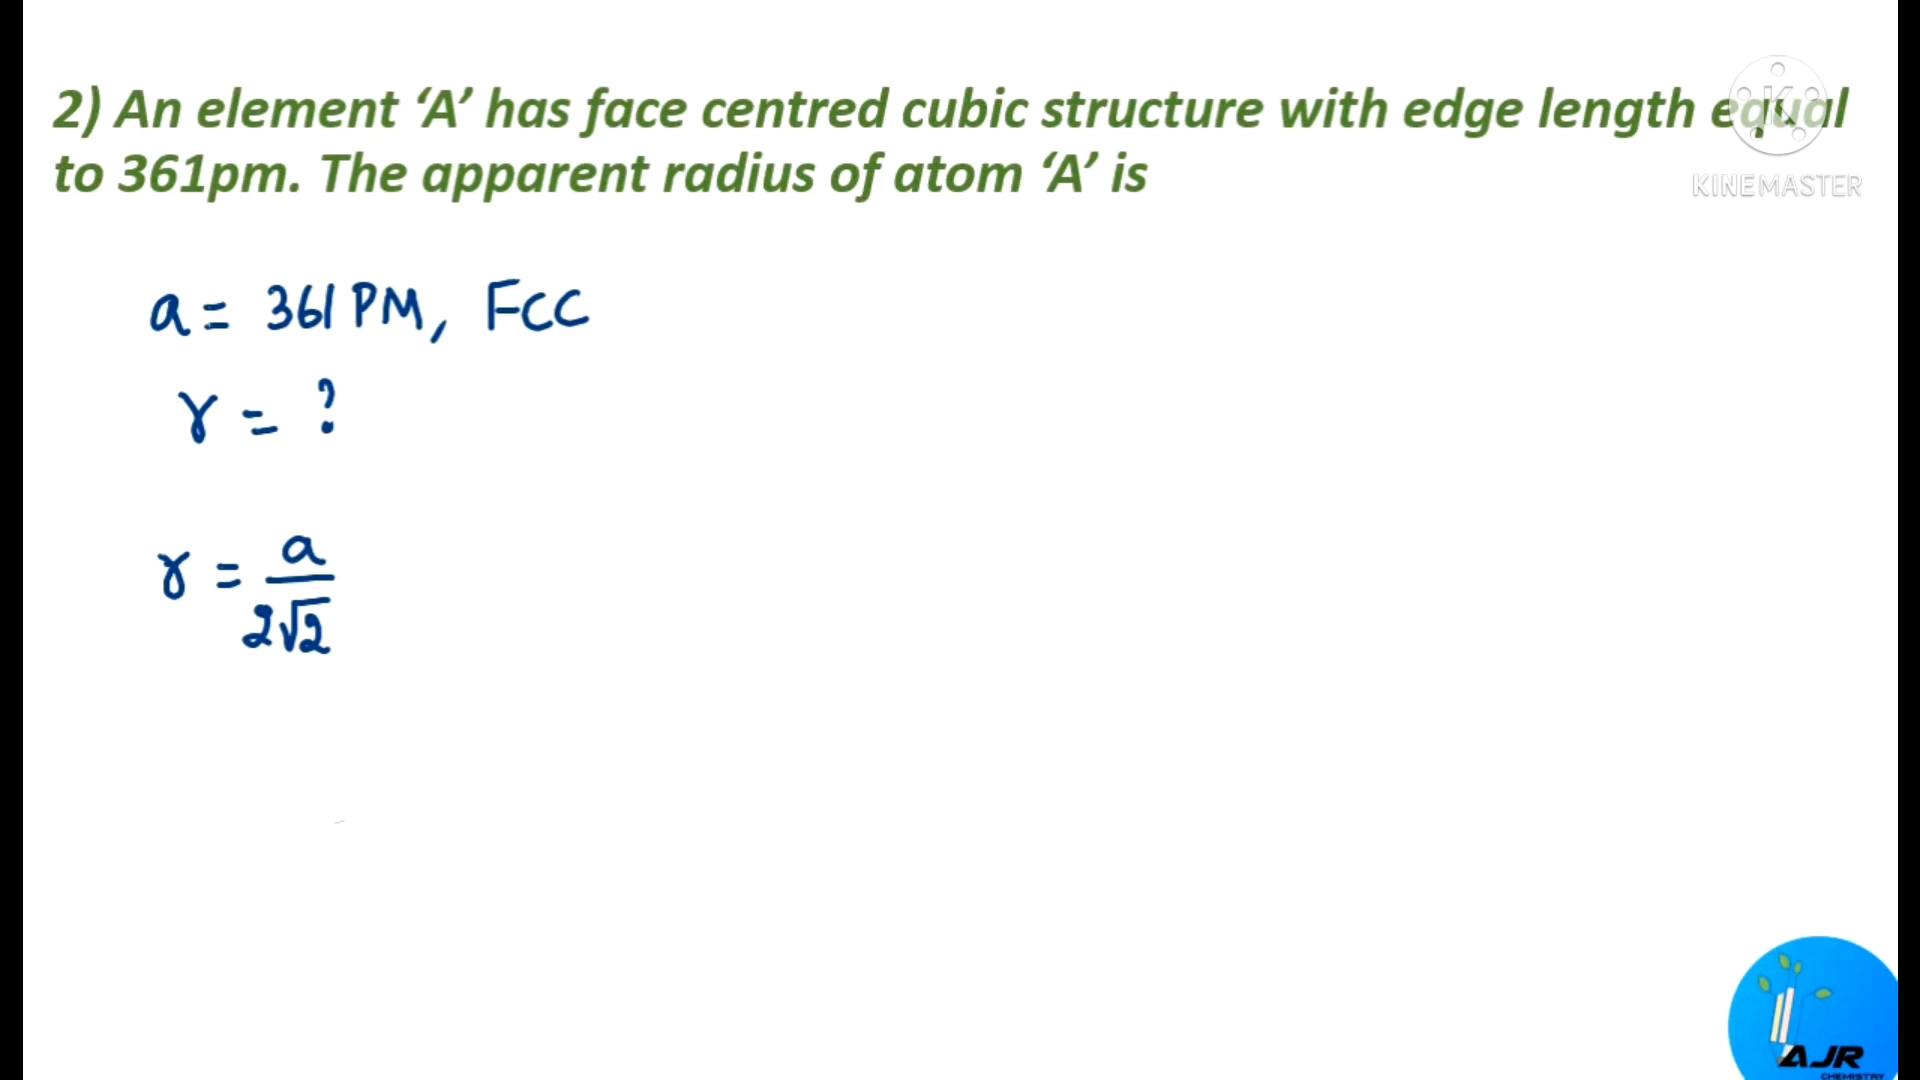 2) An element ‘A’ has face centred cubic structure with edge length equal
to 361pm. The apparent radius of atom ‘A’ is
KINEMASTER
a = 361 PM, FCC
r = ?
r = a/2√2
AJR
CHEMISTRY